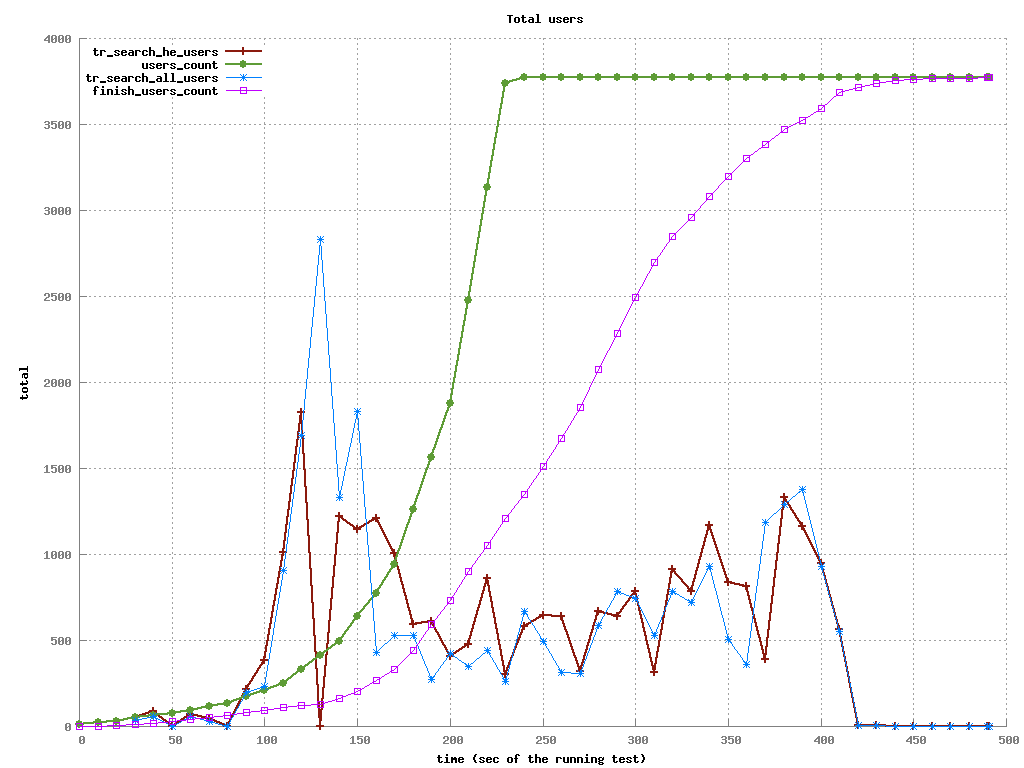 Total users
4000
tr_search_he_users
users_count
tr_search_all_users
finish_users_count
3500
3000
2500
total
2000
1500
1000
500
0
0 50 100 150 200 250 300 350 400 450 500
time (sec of the running test)